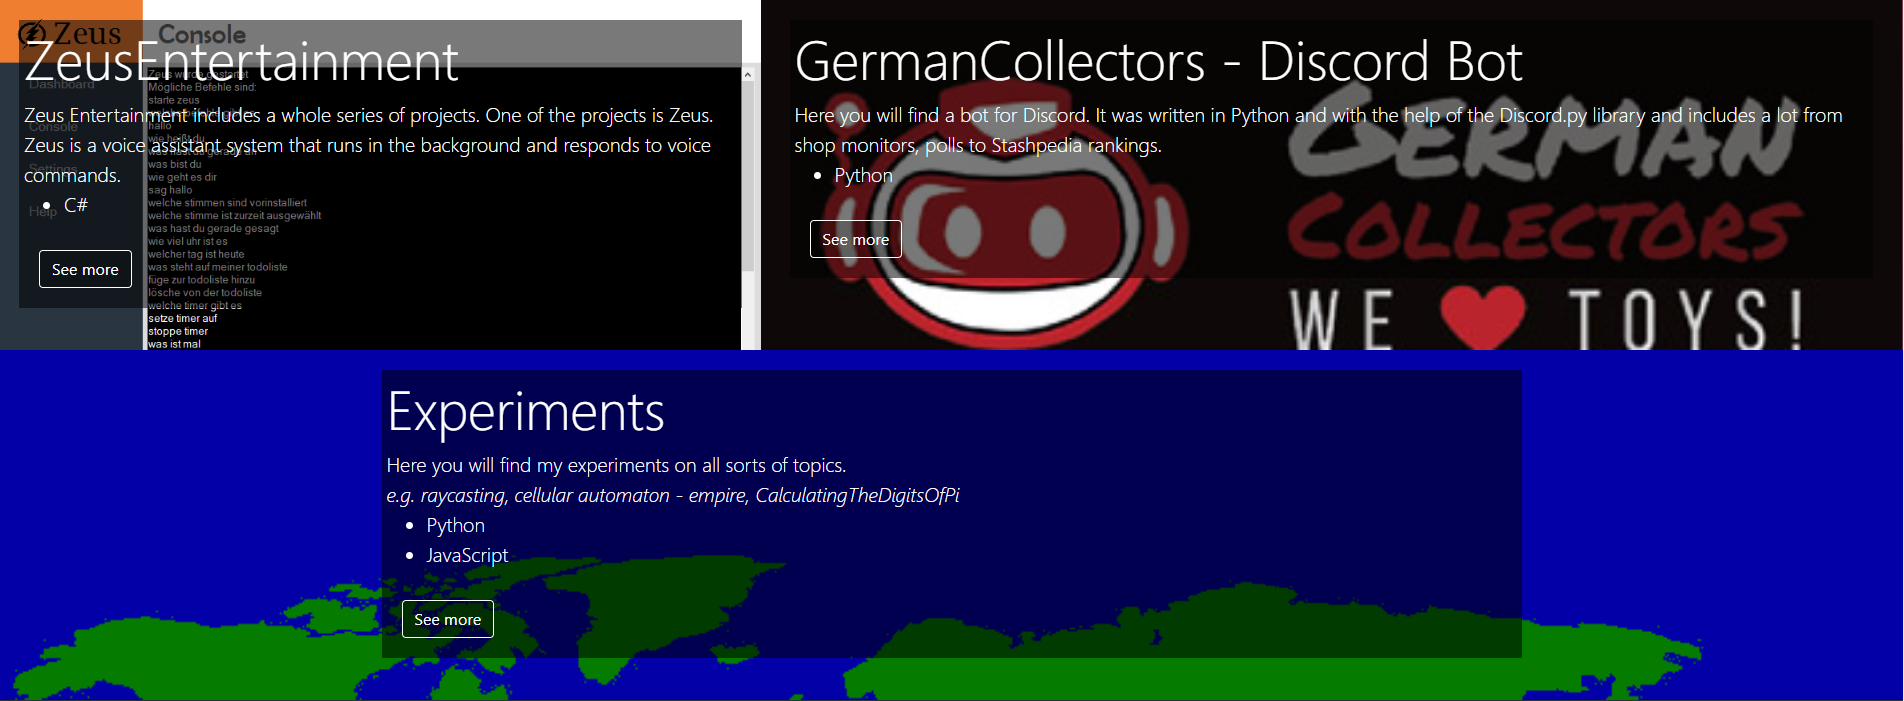 Zeus
Console
ZeusEntertainment
Zeus Entertainment includes a whole series of projects. One of the projects is Zeus.
Zeus is a voice assistant system that runs in the background and responds to voice
commands.
C#
See more
Dashboard
Console
Settings
Help
Zeus wurde gestartet
Mögliche Befehle sind:
starte zeus
hallo
wie heißt du
was bist du
wie geht es dir
sag hallo
welche stimmen sind vorinstalliert
welche stimme ist zurzeit ausgewählt
was hast du gerade gesagt
wie viel uhr ist es
welcher tag ist heute
was steht auf meiner todoliste
füge zur todoliste hinzu
lösche von der todoliste
welche timer gibt es
setze timer auf
stoppe timer
was ist mal
GermanCollectors - Discord Bot
Here you will find a bot for Discord. It was written in Python and with the help of the Discord.py library and includes a lot from
shop monitors, polls to Stashpedia rankings.
Python
See more
GERMAN
COLLECTORS
WE TOYS!
Experiments
Here you will find my experiments on all sorts of topics.
e.g. raycasting, cellular automaton - empire, CalculatingTheDigitsOfPi
Python
JavaScript
See more